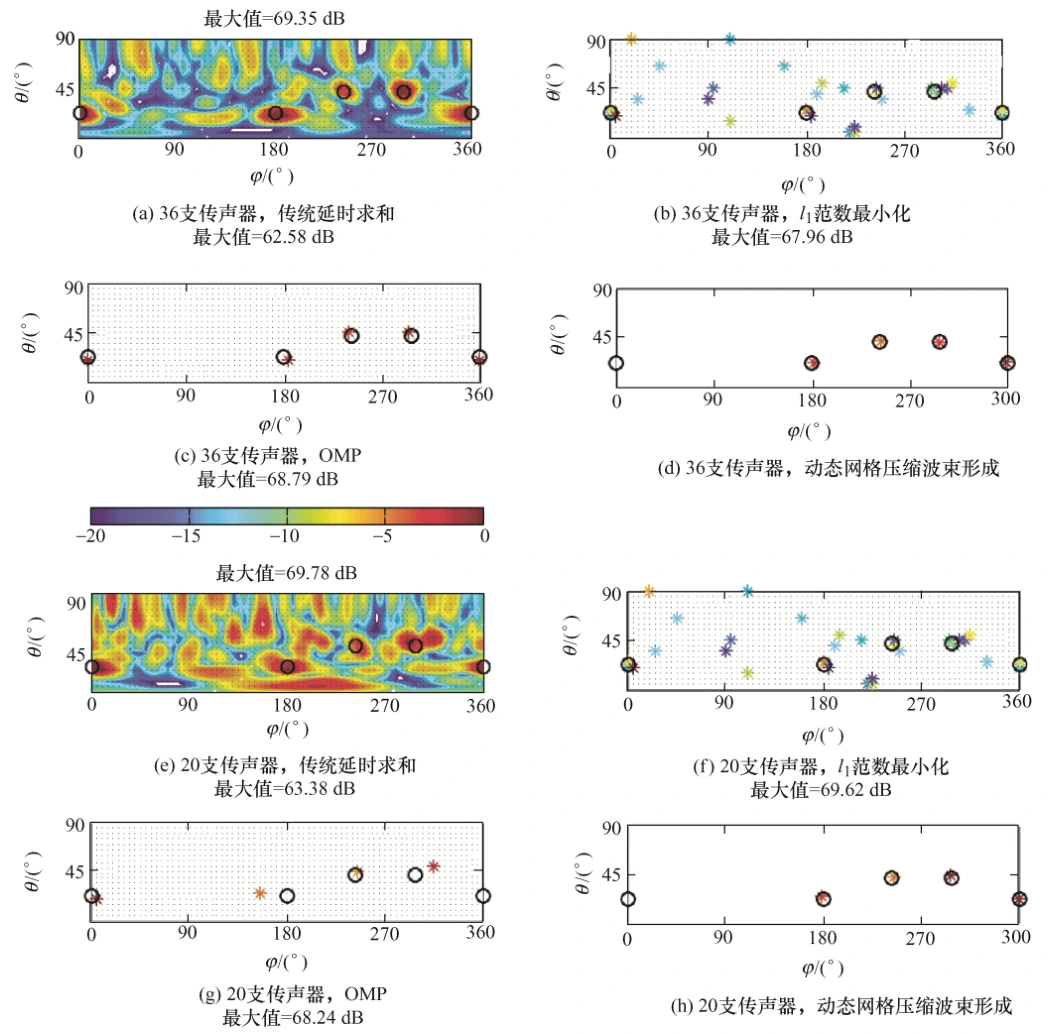 最大值=69.35 dB
90
45
θ/(°)
0
90
180
270
360
φ/(°)
(a) 36支传声器，传统延时求和
最大值=62.58 dB
90
45
θ/(°)
0
90
180
270
360
φ/(°)
(b) 36支传声器，l₁范数最小化
最大值=67.96 dB
90
45
θ/(°)
0
90
180
270
360
φ/(°)
(c) 36支传声器，OMP
最大值=68.79 dB
90
45
θ/(°)
0
90
180
270
300
φ/(°)
(d) 36支传声器，动态网格压缩波束形成
−20
−15
−10
−5
0
最大值=69.78 dB
90
45
θ/(°)
0
90
180
270
360
φ/(°)
(e) 20支传声器，传统延时求和
最大值=63.38 dB
90
45
θ/(°)
0
90
180
270
360
φ/(°)
(f) 20支传声器，l₁范数最小化
最大值=69.62 dB
90
45
θ/(°)
0
90
180
270
360
φ/(°)
(g) 20支传声器，OMP
最大值=68.24 dB
90
45
θ/(°)
0
90
180
270
300
φ/(°)
(h) 20支传声器，动态网格压缩波束形成